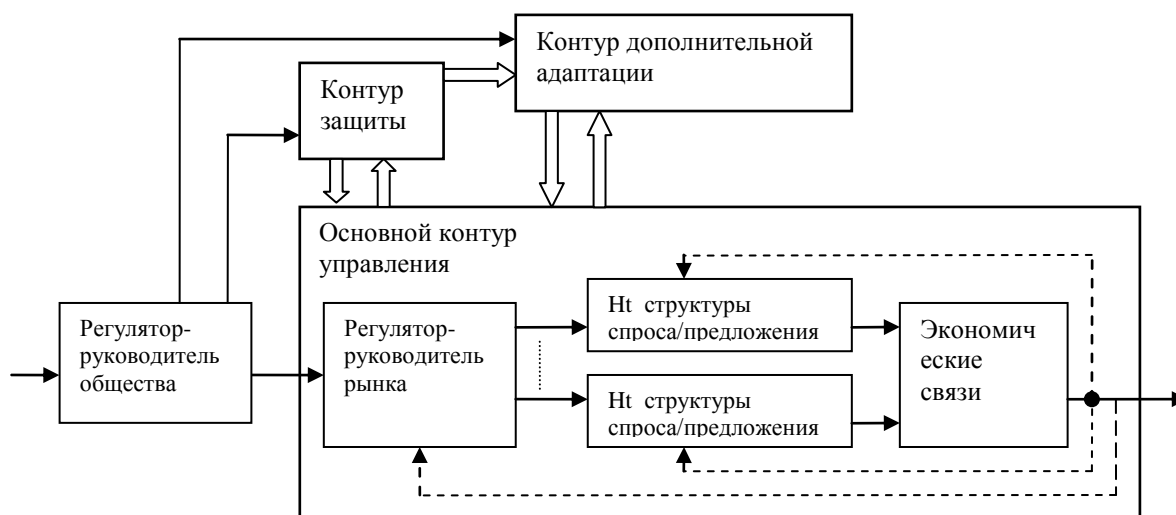 Контур дополнительной
адаптации
Контур
защиты
Основной контур
управления
Регулятор-
руководитель
общества
Регулятор-
руководитель
рынка
Ht структуры
спроса/предложения
Ht структуры
спроса/предложения
Экономич
еские
связи